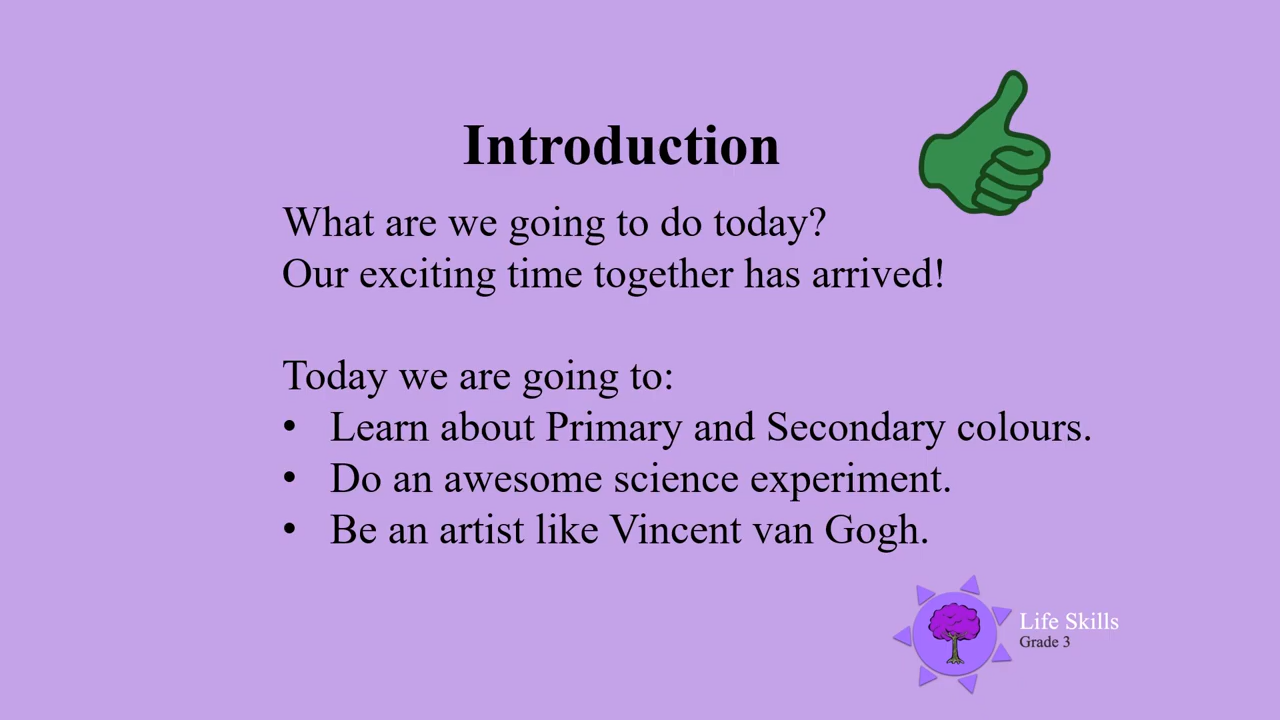 Introduction
What are we going to do today?
Our exciting time together has arrived!
Today we are going to:
• Learn about Primary and Secondary colours.
• Do an awesome science experiment.
• Be an artist like Vincent van Gogh.
Life Skills
Grade 3